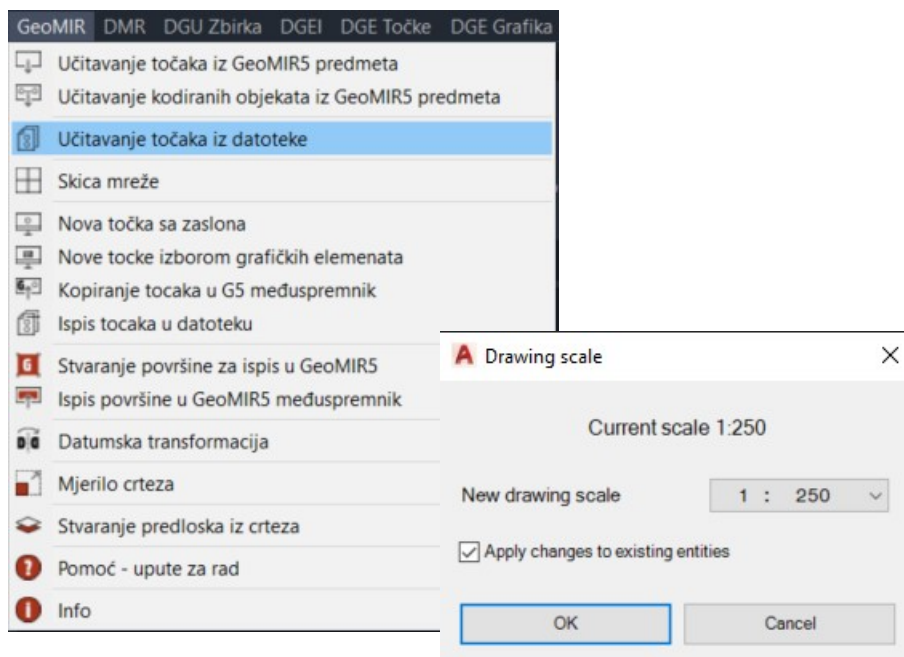 GeoMIR DMR DGU Zbirka DGEI DGE Točke DGE Grafika
Učitavanje točaka iz GeoMIR5 predmeta
Učitavanje kodiranih objekata iz GeoMIR5 predmeta
Učitavanje točaka iz datoteke
Skica mreže
Nova točka sa zaslona
Nove tocke izborom grafičkih elemenata
Kopiranje tocaka u G5 međuspremnik
Ispis tocaka u datoteku
Stvaranje površine za ispis u GeoMIR5
Ispis površine u GeoMIR5 međuspremnik
Datumska transformacija
Mjerilo crteza
Stvaranje predloska iz crteza
Pomoć - upute za rad
Info
Drawing scale
Current scale 1:250
New drawing scale 1 : 250
Apply changes to existing entities
OK Cancel